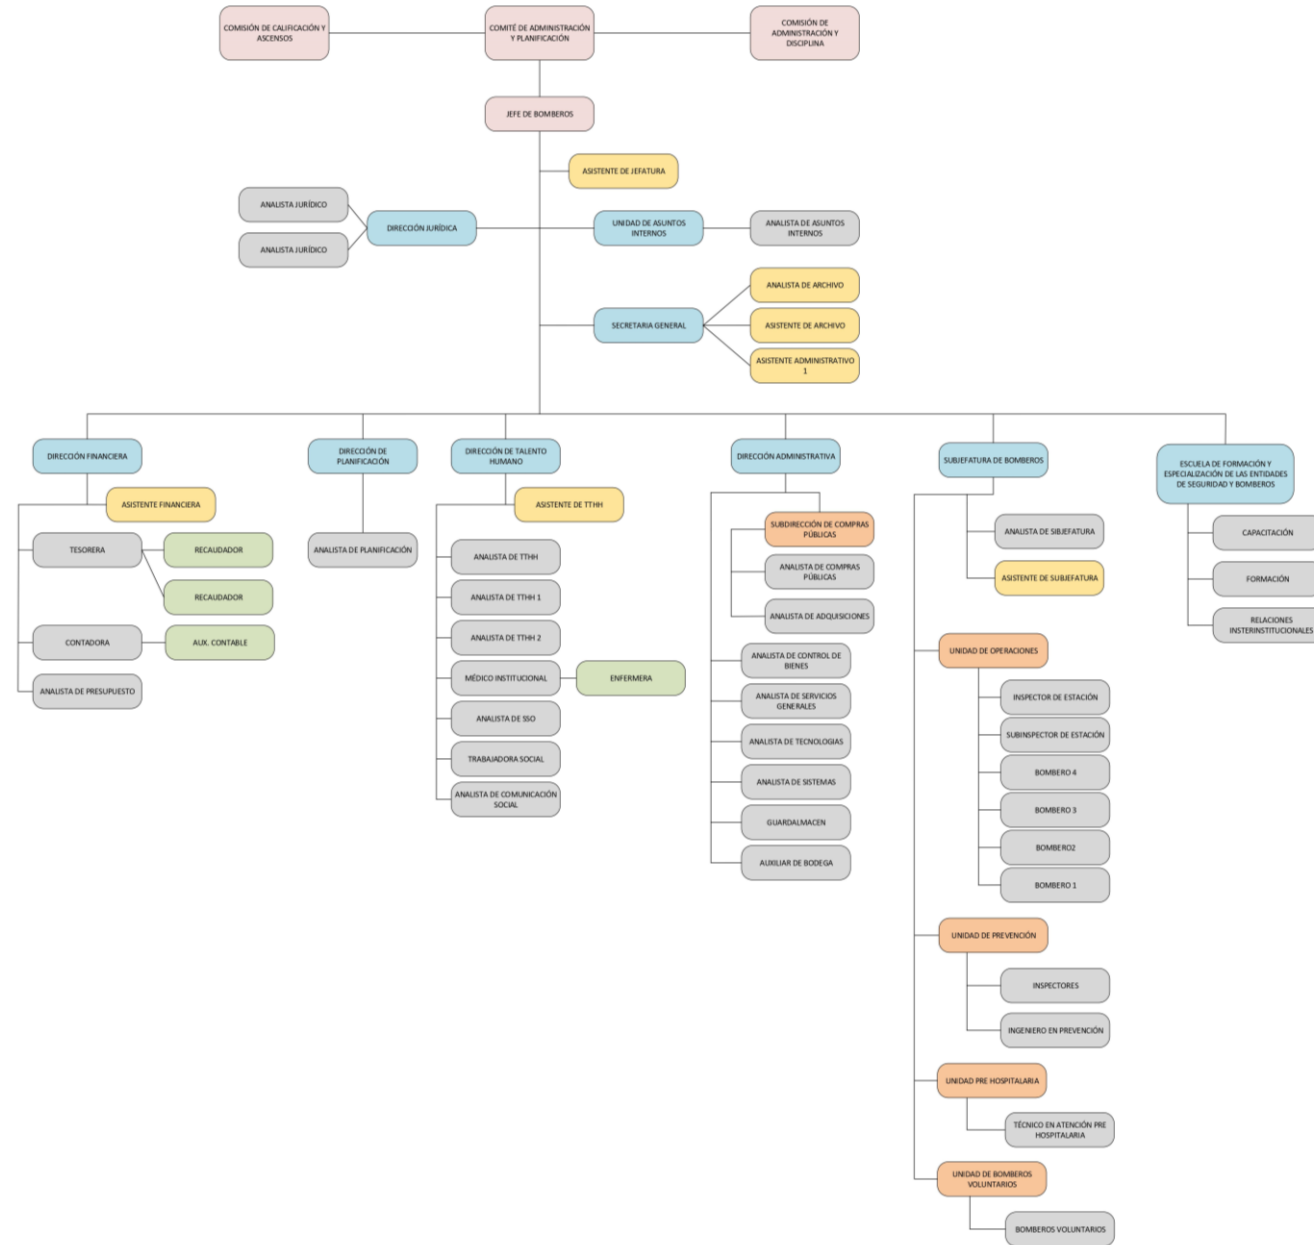 COMISIÓN DE CALIFICACIÓN Y
ASCENSOS
COMITÉ DE ADMINISTRACIÓN
Y PLANIFICACIÓN
COMISIÓN DE
ADMINISTRACIÓN Y
DISCIPLINA
JEFE DE BOMBEROS
ASISTENTE DE JEFATURA
ANALISTA JURÍDICO
ANALISTA JURÍDICO
DIRECCIÓN JURÍDICA
UNIDAD DE ASUNTOS
INTERNOS
ANALISTA DE ASUNTOS
INTERNOS
SECRETARIA GENERAL
ANALISTA DE ARCHIVO
ASISTENTE DE ARCHIVO
ASISTENTE ADMINISTRATIVO
1
DIRECCIÓN FINANCIERA
ASISTENTE FINANCIERA
TESORERA
RECAUDADOR
RECAUDADOR
CONTADORA
AUX. CONTABLE
ANALISTA DE PRESUPUESTO
DIRECCIÓN DE
PLANIFICACIÓN
ANALISTA DE PLANIFICACIÓN
DIRECCIÓN DE TALENTO
HUMANO
ASISTENTE DE TTHH
ANALISTA DE TTHH
ANALISTA DE TTHH 1
ANALISTA DE TTHH 2
MÉDICO INSTITUCIONAL
ENFERMERA
ANALISTA DE SSO
TRABAJADORA SOCIAL
ANALISTA DE COMUNICACIÓN
SOCIAL
DIRECCIÓN ADMINISTRATIVA
SUBDIRECCIÓN DE COMPRAS
PÚBLICAS
ANALISTA DE COMPRAS
PÚBLICAS
ANALISTA DE ADQUISICIONES
ANALISTA DE CONTROL DE
BIENES
ANALISTA DE SERVICIOS
GENERALES
ANALISTA DE TECNOLOGIAS
ANALISTA DE SISTEMAS
GUARDALMACEN
AUXILIAR DE BODEGA
SUBJEFATURA DE BOMBEROS
ANALISTA DE SIBJEFATURA
ASISTENTE DE SUBJEFATURA
UNIDAD DE OPERACIONES
INSPECTOR DE ESTACIÓN
SUBINSPECTOR DE ESTACIÓN
BOMBERO 4
BOMBERO 3
BOMBERO2
BOMBERO 1
UNIDAD DE PREVENCIÓN
INSPECTORES
INGENIERO EN PREVENCIÓN
UNIDAD PRE HOSPITALARIA
TÉCNICO EN ATENCIÓN PRE
HOSPITALARIA
UNIDAD DE BOMBEROS
VOLUNTARIOS
BOMBEROS VOLUNTARIOS
ESCUELA DE FORMACIÓN Y
ESPECIALIZACIÓN DE LAS ENTIDADES
DE SEGURIDAD Y BOMBEROS
CAPACITACIÓN
FORMACIÓN
RELACIONES
INSTERINSTITUCIONALES